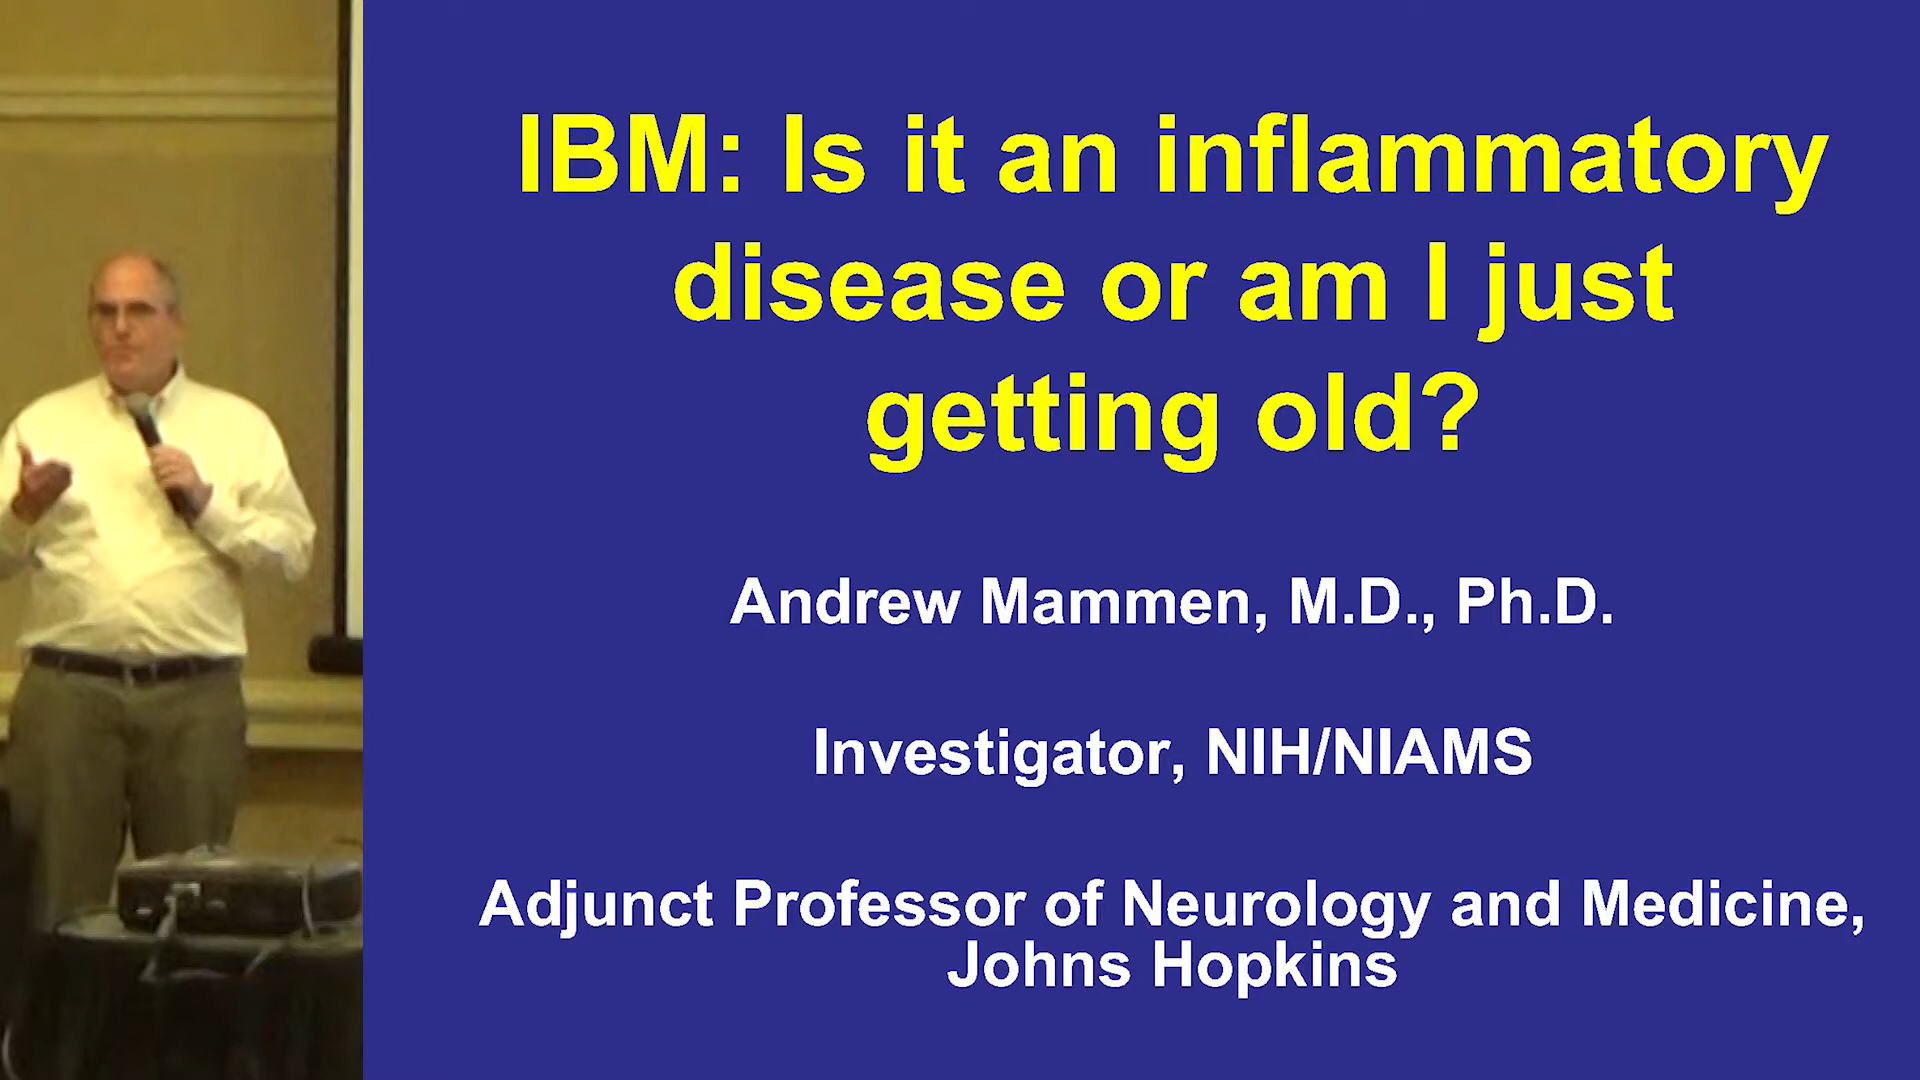 IBM: Is it an inflammatory
disease or am I just
getting old?
Andrew Mammen, M.D., Ph.D.
Investigator, NIH/NIAMS
Adjunct Professor of Neurology and Medicine,
Johns Hopkins